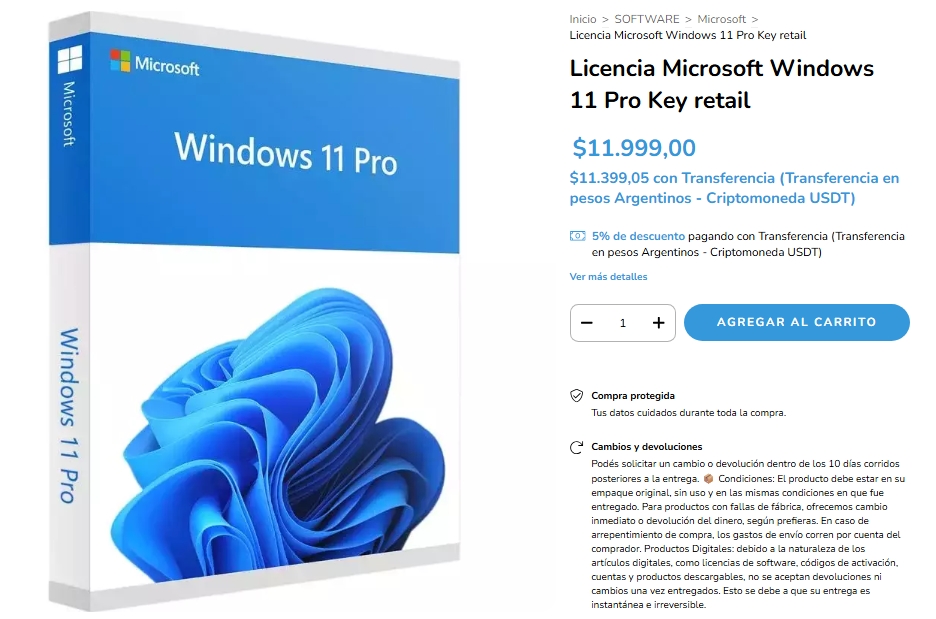 Microsoft
Microsoft
Windows 11 Pro
Windows 11 Pro
Inicio > SOFTWARE > Microsoft >
Licencia Microsoft Windows 11 Pro Key retail
Licencia Microsoft Windows
11 Pro Key retail
$11.999,00
$11.399,05 con Transferencia (Transferencia en
pesos Argentinos - Criptomoneda USDT)
5% de descuento pagando con Transferencia (Transferencia
en pesos Argentinos - Criptomoneda USDT)
Ver más detalles
− 1 +
AGREGAR AL CARRITO
Compra protegida
Tus datos cuidados durante toda la compra.
Cambios y devoluciones
Podés solicitar un cambio o devolución dentro de los 10 días corridos
posteriores a la entrega. 📦 Condiciones: El producto debe estar en su
empaque original, sin uso y en las mismas condiciones en que fue
entregado. Para productos con fallas de fábrica, ofrecemos cambio
inmediato o devolución del dinero, según prefieras. En caso de
arrepentimiento de compra, los gastos de envío corren por cuenta del
comprador. Productos Digitales: debido a la naturaleza de los
artículos digitales, como licencias de software, códigos de activación,
cuentas y productos descargables, no se aceptan devoluciones ni
cambios una vez entregados. Esto se debe a que su entrega es
instantánea e irreversible.